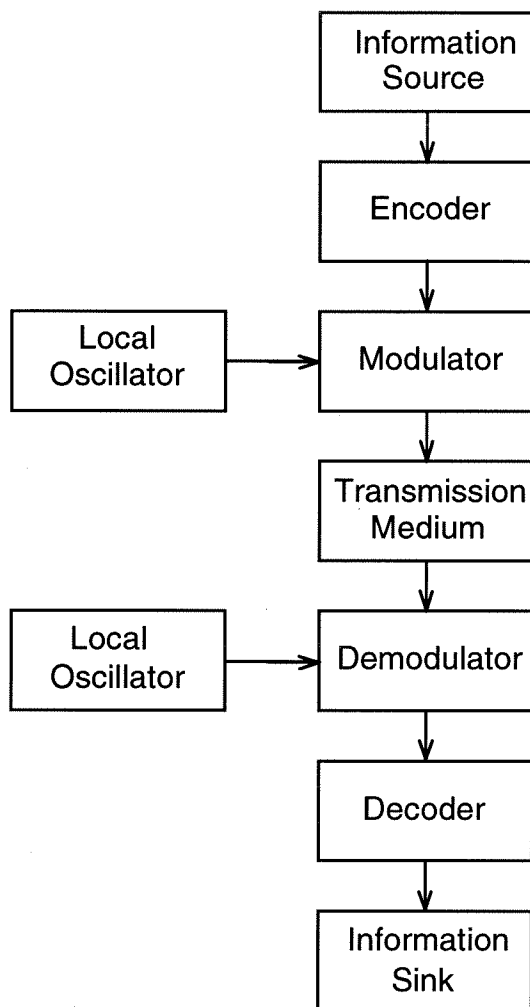 Information
Source
Encoder
Local
Oscillator
Modulator
Transmission
Medium
Local
Oscillator
Demodulator
Decoder
Information
Sink